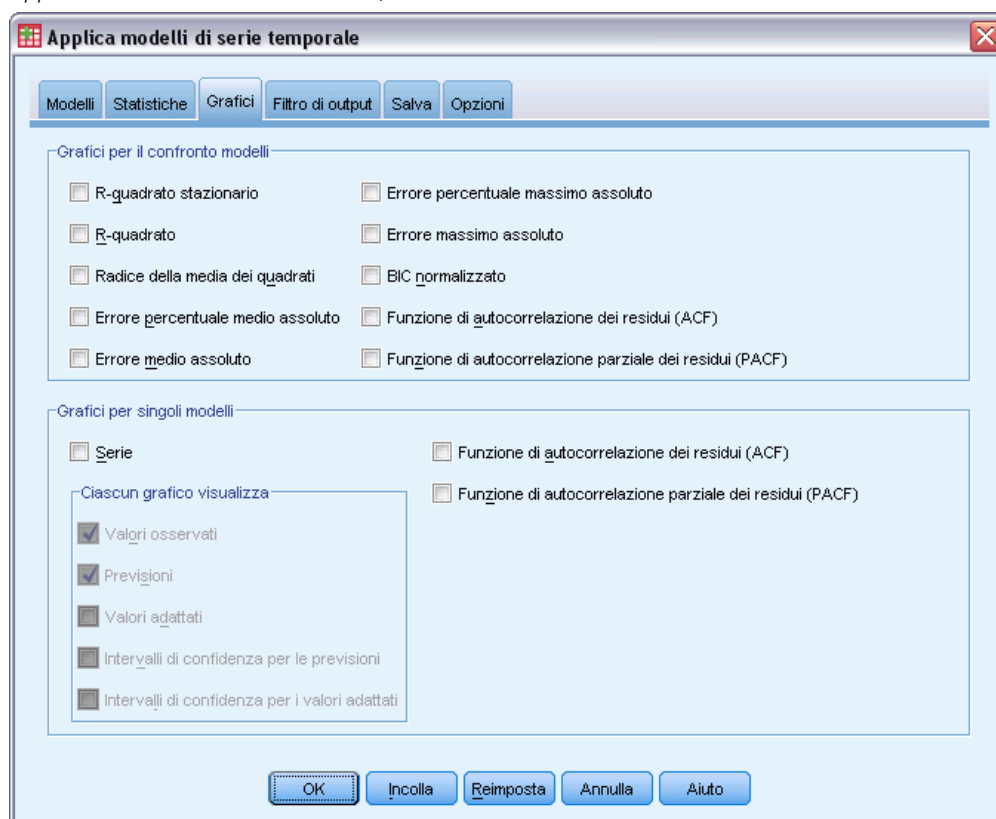 Applica modelli di serie temporale
Modelli Statistiche Grafici Filtro di output Salva Opzioni
Grafici per il confronto modelli
R-quadrato stazionario
Errore percentuale massimo assoluto
R-quadrato
Errore massimo assoluto
Radice della media dei quadrati
BIC normalizzato
Errore percentuale medio assoluto
Funzione di autocorrelazione dei residui (ACF)
Errore medio assoluto
Funzione di autocorrelazione parziale dei residui (PACF)
Grafici per singoli modelli
Serie
Funzione di autocorrelazione dei residui (ACF)
Ciascun grafico visualizza
Funzione di autocorrelazione parziale dei residui (PACF)
Valori osservati
Previsioni
Valori adattati
Intervalli di confidenza per le previsioni
Intervalli di confidenza per i valori adattati
OK Incolla Reimposta Annulla Aiuto